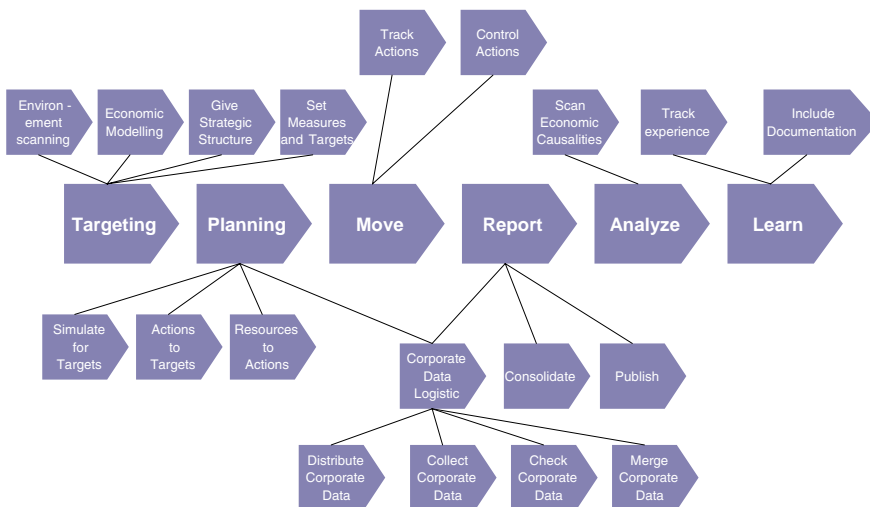 Track
Actions
Control
Actions
Environ -
ement
scanning
Economic
Modelling
Give
Strategic
Structure
Set
Measures
and Targets
Scan
Economic
Causalities
Track
experience
Include
Documentation
Targeting
Planning
Move
Report
Analyze
Learn
Simulate
for
Targets
Actions
to
Targets
Resources
to
Actions
Corporate
Data
Logistic
Consolidate
Publish
Distribute
Corporate
Data
Collect
Corporate
Data
Check
Corporate
Data
Merge
Corporate
Data